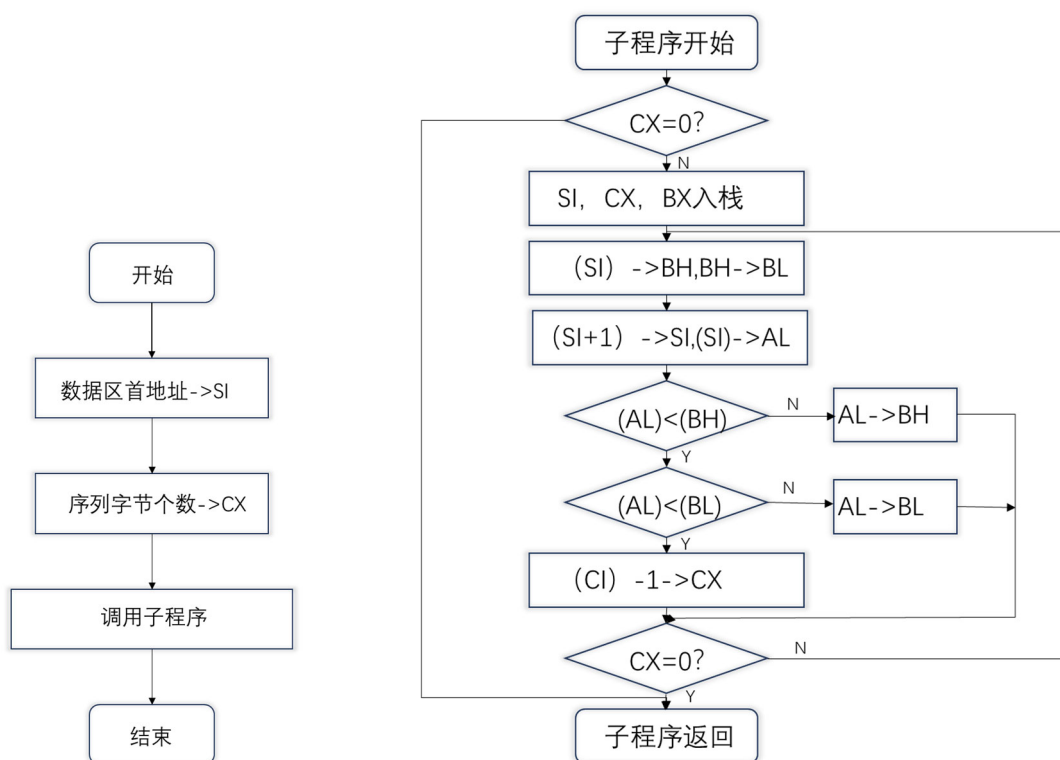 开始
数据区首地址->SI
序列字节个数->CX
调用子程序
结束
子程序开始
CX=0?
N
SI, CX, BX入栈
(SI) ->BH,BH->BL
(SI+1) ->SI,(SI)->AL
(AL)<(BH)
N
AL->BH
Y
(AL)<(BL)
N
AL->BL
Y
(CI) -1->CX
CX=0?
N
Y
子程序返回